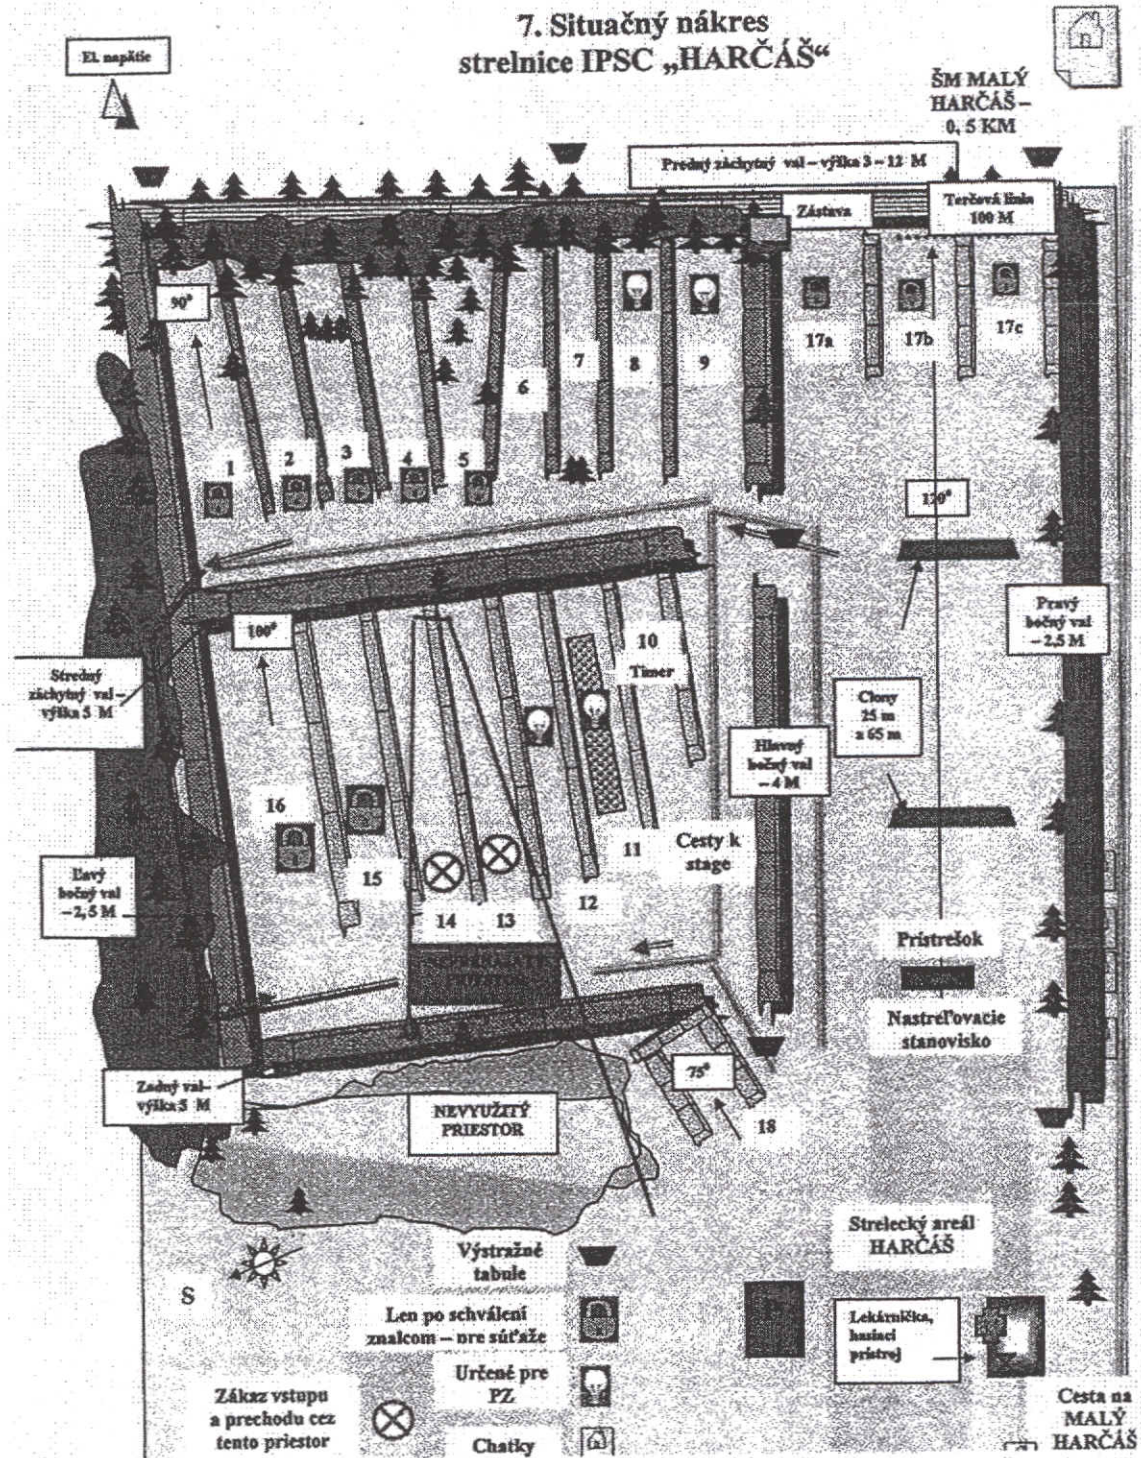 7. Situačný nákres
strelnice IPSC „HARČÁŠ“
El. napätie
n
ŠM MALÝ
HARČÁŠ –
0, 5 KM
Predný záchytný val – výška 3 – 12 M
Zástava
Terčová línia
100 M
90°
17a
17b
17c
7
8
9
6
1
2
3
4
5
120°
100°
10
Timer
Pravý
bočný val
– 2,5 M
Stredný
záchytný val –
výška 5 M
Clony
25 m
a 65 m
Hlavný
bočný val
– 4 M
16
15
14
13
12
11
Cesty k
stage
Ľavý
bočný val
– 2,5 M
Prístrešok
Nastreľovacie
stanovisko
Zadný val–
výška 5 M
75°
18
NEVYUŽITÝ
PRIESTOR
Strelecký areál
HARČÁŠ
Výstražné
tabule
S
Len po schválení
znalcom – pre súťaže
Lekárnička,
hasiaci
prístroj
Určené pre
PZ
Zákaz vstupu
a prechodu cez
tento priestor
Chatky
n
Cesta na
MALÝ
HARČÁŠ